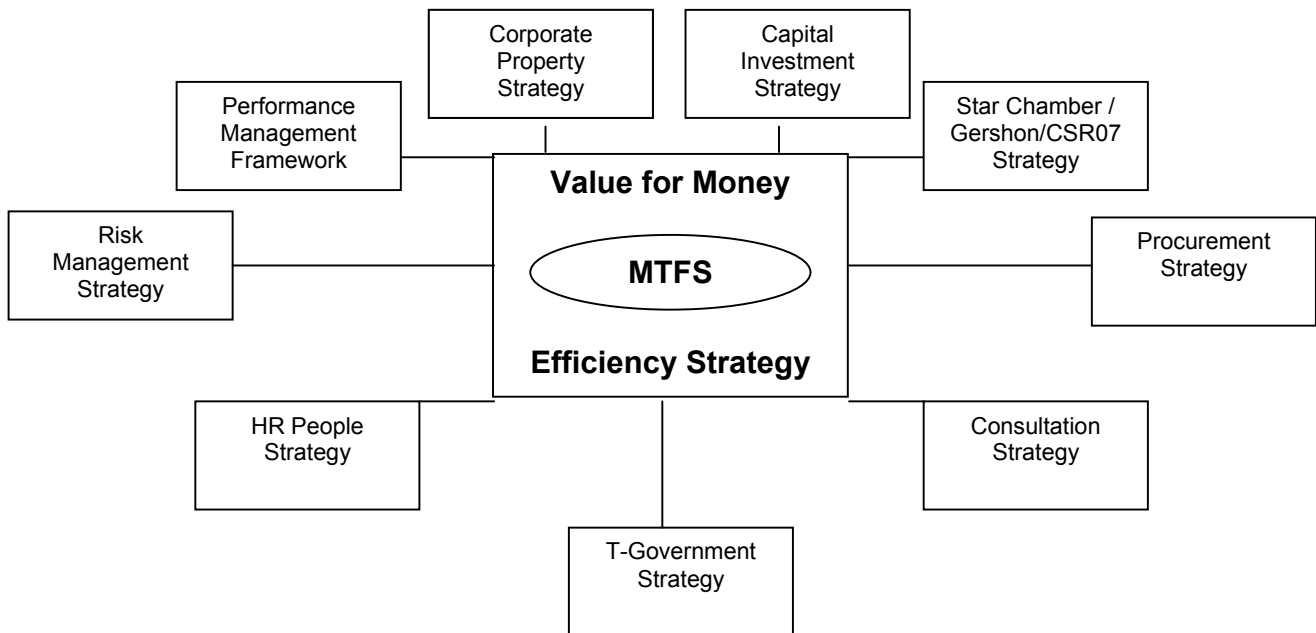 Corporate
Property
Strategy
Capital
Investment
Strategy
Performance
Management
Framework
Star Chamber /
Gershon/CSR07
Strategy
Value for Money
MTFS
Efficiency Strategy
Risk
Management
Strategy
Procurement
Strategy
HR People
Strategy
Consultation
Strategy
T-Government
Strategy